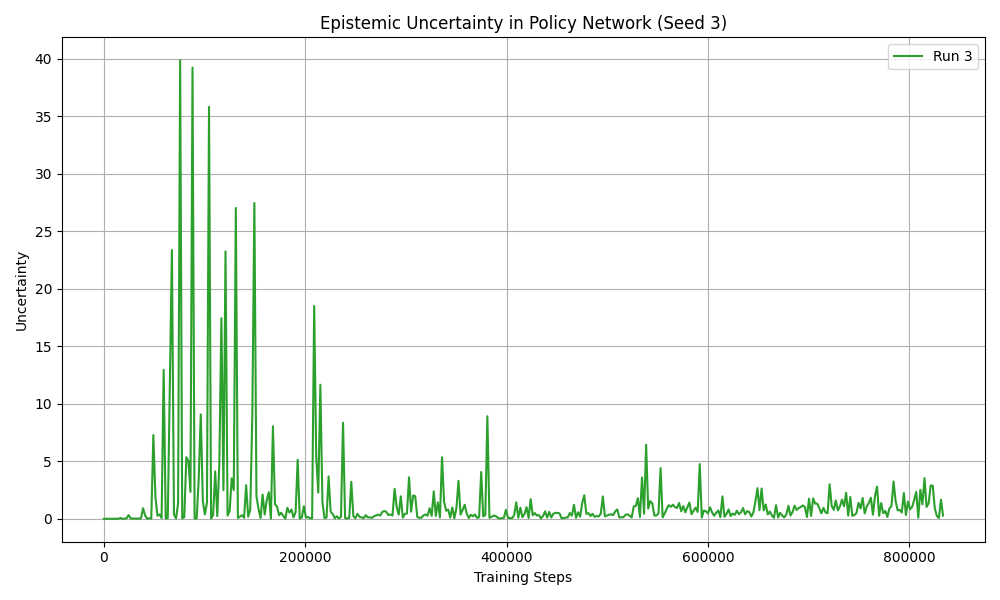 Epistemic Uncertainty in Policy Network (Seed 3)
Run 3
Uncertainty
40
35
30
25
20
15
10
5
0
0 200000 400000 600000 800000
Training Steps